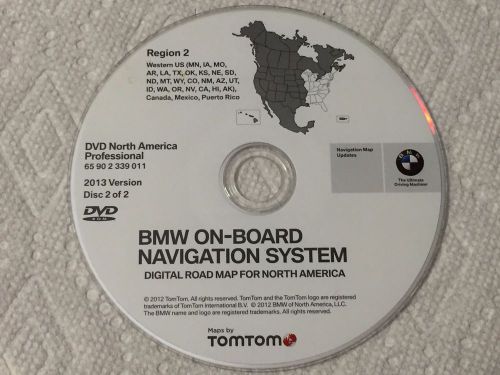 Region 2
Western US (MN, IA, MO,
AR, LA, TX, OK, KS, NE, SD,
ND, MT, WY, CO, NM, AZ, UT,
ID, WA, OR, NV, CA, HI, AK),
Canada, Mexico, Puerto Rico
DVD North America
Professional
65 90 2 339 011
2013 Version
Disc 2 of 2
DVD
ROM
Navigation Map
Updates
BMW
The Ultimate
Driving Machine®
BMW ON-BOARD
NAVIGATION SYSTEM
DIGITAL ROAD MAP FOR NORTH AMERICA
© 2012 TomTom. All rights reserved. TomTom and the TomTom logo are registered
trademarks of TomTom International B.V. © 2012 BMW of North America, LLC.
The BMW name and logo are registered trademarks. All rights reserved.
Maps by
TOMTOM